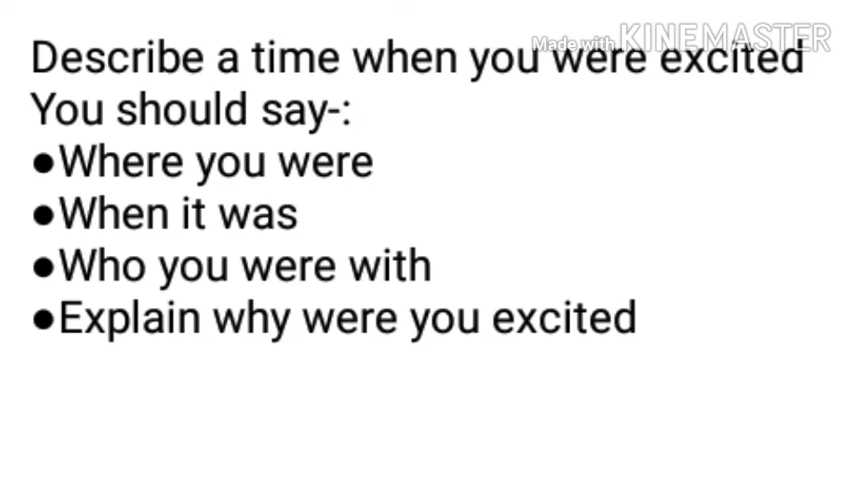 Made with KINEMASTER
Describe a time when you were excited
You should say-:
●Where you were
●When it was
●Who you were with
●Explain why were you excited